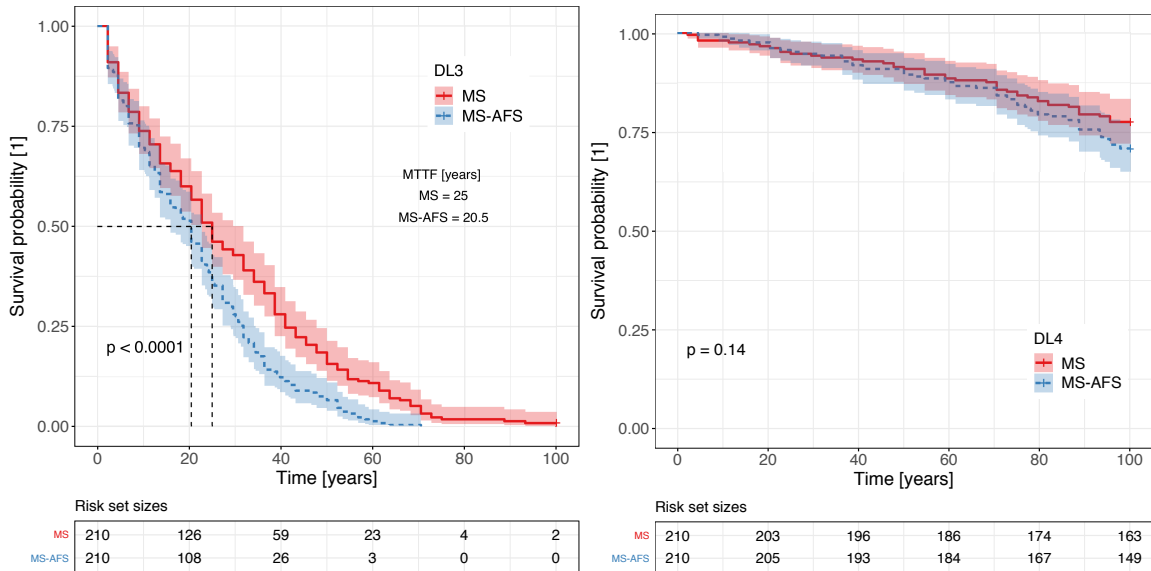 1.00
0.75
0.50
0.25
0.00
Survival probability [1]
DL3
MS
MS-AFS
MTTF [years]
MS = 25
MS-AFS = 20.5
p < 0.0001
0 20 40 60 80 100
Time [years]
Risk set sizes
MS 210 126 59 23 4 2
MS-AFS 210 108 26 3 0 0
1.00
0.75
0.50
0.25
0.00
Survival probability [1]
p = 0.14
DL4
MS
MS-AFS
0 20 40 60 80 100
Time [years]
Risk set sizes
MS 210 203 196 186 174 163
MS-AFS 210 205 193 184 167 149